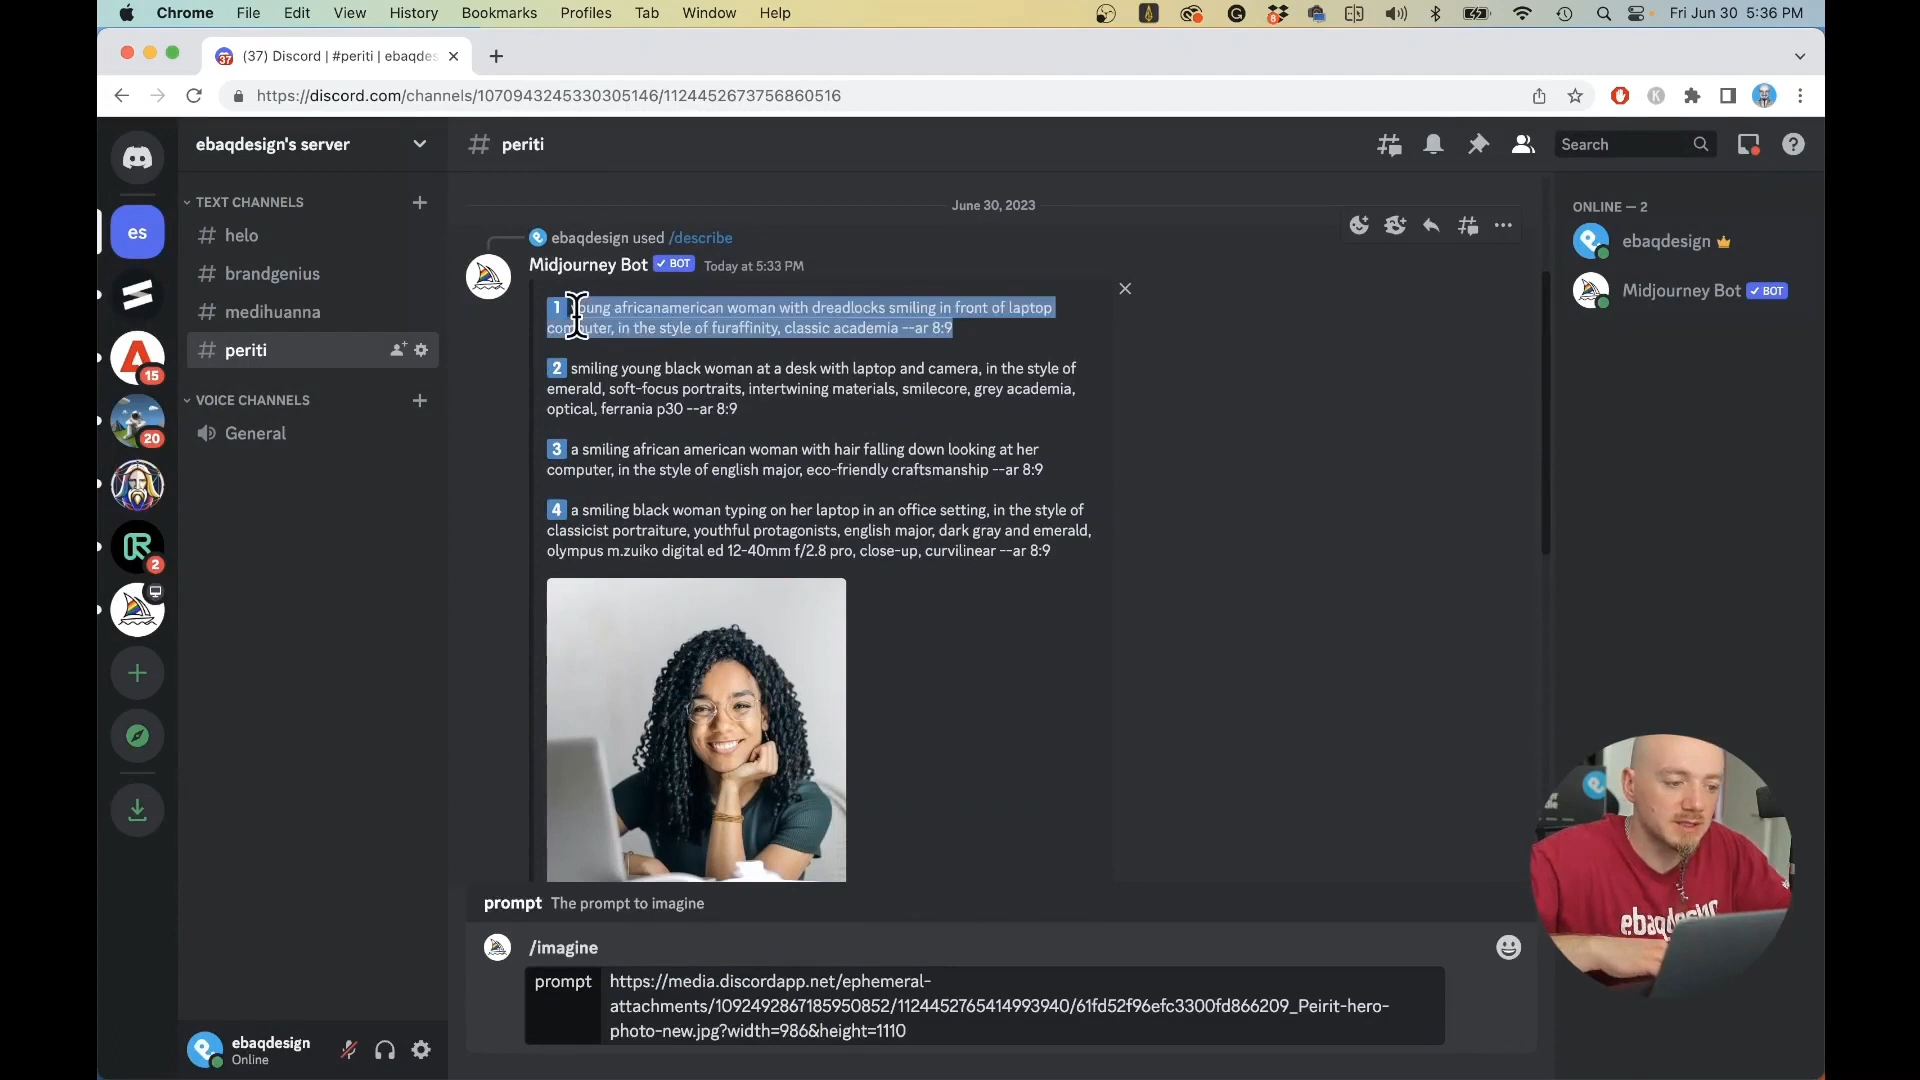 Chrome File Edit View History Bookmarks Profiles Tab Window Help
8
Fri Jun 30 5:36 PM
37
(37) Discord | #periti | ebaqdes
https://discord.com/channels/1070943245330305146/1124452673756860516
K
ebaqdesign's server
# periti
Search
TEXT CHANNELS
# helo
# brandgenius
# medihuanna
# periti
VOICE CHANNELS
General
es
15
20
2
June 30, 2023
ebaqdesign used /describe
Midjourney Bot ✓ BOT Today at 5:33 PM
1 young africanamerican woman with dreadlocks smiling in front of laptop
computer, in the style of furaffinity, classic academia --ar 8:9
2 smiling young black woman at a desk with laptop and camera, in the style of
emerald, soft-focus portraits, intertwining materials, smilecore, grey academia,
optical, ferrania p30 --ar 8:9
3 a smiling african american woman with hair falling down looking at her
computer, in the style of english major, eco-friendly craftsmanship --ar 8:9
4 a smiling black woman typing on her laptop in an office setting, in the style of
classicist portraiture, youthful protagonists, english major, dark gray and emerald,
olympus m.zuiko digital ed 12-40mm f/2.8 pro, close-up, curvilinear --ar 8:9
ONLINE — 2
ebaqdesign
Midjourney Bot ✓ BOT
prompt The prompt to imagine
/imagine
prompt https://media.discordapp.net/ephemeral-
attachments/1092492867185950852/1124452765414993940/61fd52f96efc3300fd866209_Peirit-hero-
photo-new.jpg?width=986&height=1110
ebaqdesign
Online
ebaqdesign